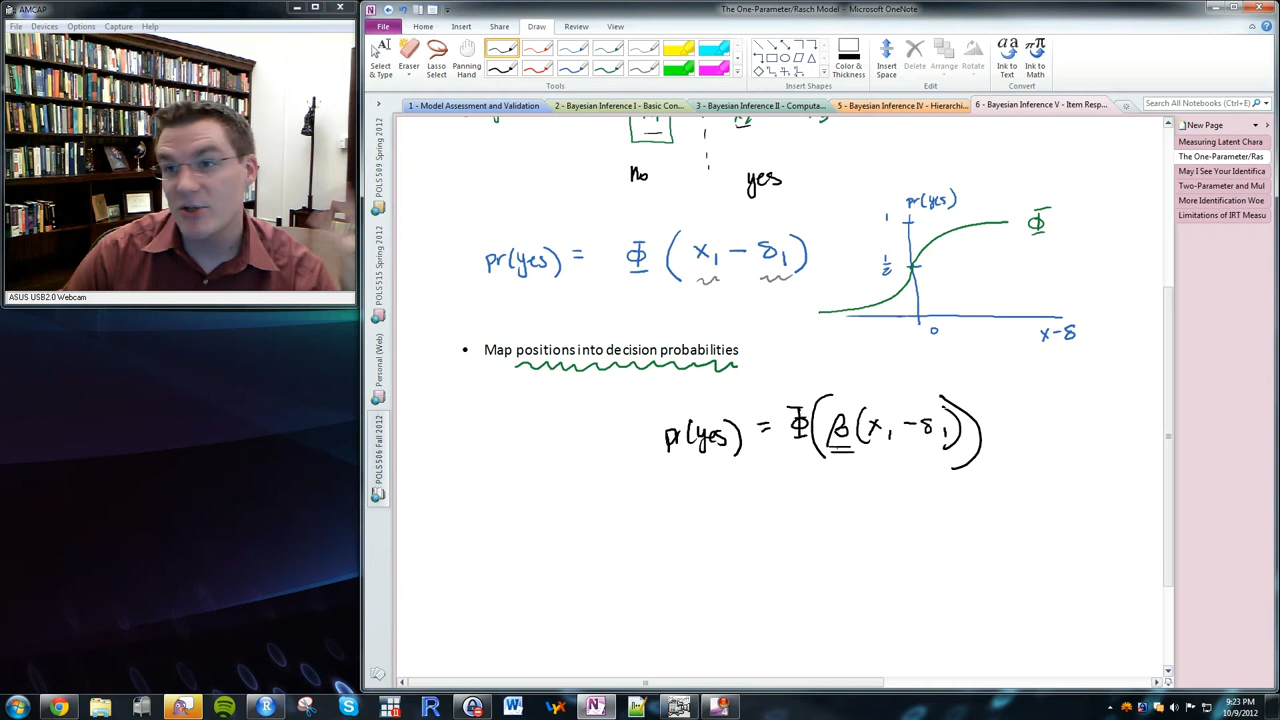 AMCAP
File Devices Options Capture Help
ASUS USB2.0 Webcam
The One-Parameter/Rasch Model - Microsoft OneNote
File Home Insert Share Draw Review View
Select & Type
Eraser
Lasso Select
Panning Hand
Color & Thickness
Insert Space
Delete
Arrange
Rotate
Ink to Text
Ink to Math
Tools
Insert Shapes
Edit
Convert
1 - Model Assessment and Validation
2 - Bayesian Inference I - Basic Con...
3 - Bayesian Inference II - Computa...
5 - Bayesian Inference IV - Hierarchi...
6 - Bayesian Inference V - Item Resp...
Search All Notebooks (Ctrl+E)
POLS 509 Spring 2012
POLS 515 Spring 2012
Personal (Web)
POLS 506 Fall 2012
New Page
Measuring Latent Chara
The One-Parameter/Ras
May I See Your Identifica
Two-Parameter and Mul
More Identification Woe
Limitations of IRT Measu
no yes
pr(yes) = Φ (x₁ − δ₁)
pr(yes)
1
1/2
0
x-δ
Φ
• Map positions into decision probabilities
pr(yes) = Φ(β(x₁ − δ₁))
9:23 PM
10/9/2012